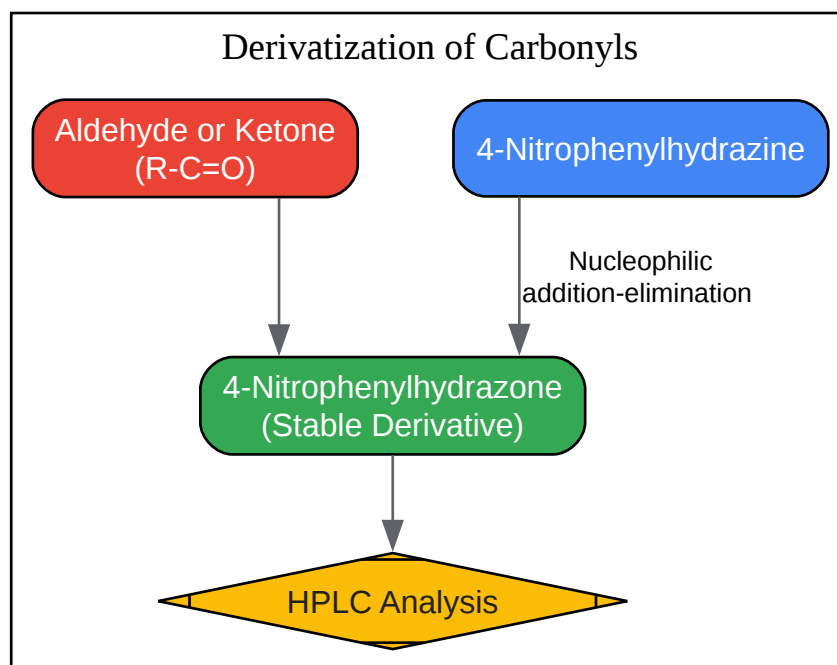 Derivatization of Carbonyls
Aldehyde or Ketone
(R-C=O)
4-Nitrophenylhydrazine
Nucleophilic
addition-elimination
4-Nitrophenylhydrazone
(Stable Derivative)
HPLC Analysis